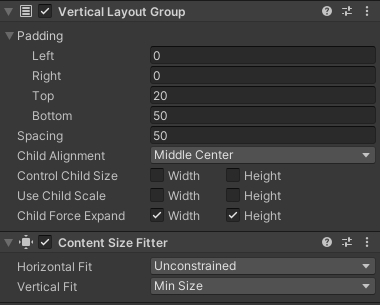 Vertical Layout Group
Padding
Left 0
Right 0
Top 20
Bottom 50
Spacing 50
Child Alignment Middle Center
Control Child Size Width Height
Use Child Scale Width Height
Child Force Expand Width Height
Content Size Fitter
Horizontal Fit Unconstrained
Vertical Fit Min Size